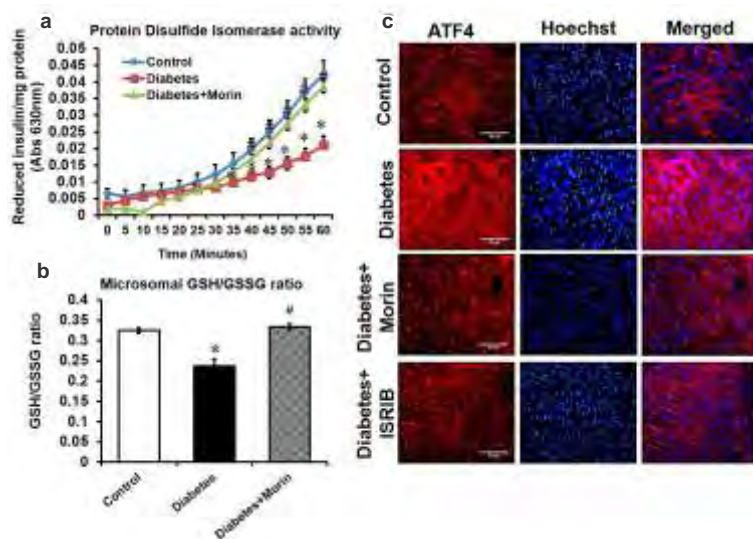 a
Protein Disulfide Isomerase activity
Reduced insulin/mg protein
(Abs 630nm)
0.05
0.045
0.04
0.035
0.03
0.025
0.02
0.015
0.01
0.005
0
Control
Diabetes
Diabetes+Morin
* * * * * *
0 5 10 15 20 25 30 35 40 45 50 55 60
Time (Minutes)
b
Microsomal GSH/GSSG ratio
GSH/GSSG ratio
0.4
0.35
0.3
0.25
0.2
0.15
0.1
0.05
0
*
#
Control
Diabetes
Diabetes+Morin
c
ATF4 Hoechst Merged
Control
Diabetes
Diabetes+
Morin
Diabetes+
ISRIB